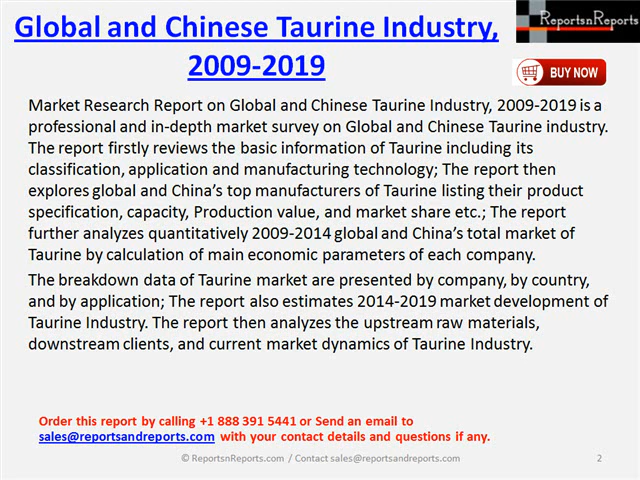 Global and Chinese Taurine Industry,
2009-2019
ReportsnReports
BUY NOW
Market Research Report on Global and Chinese Taurine Industry, 2009-2019 is a
professional and in-depth market survey on Global and Chinese Taurine industry.
The report firstly reviews the basic information of Taurine including its
classification, application and manufacturing technology; The report then
explores global and China's top manufacturers of Taurine listing their product
specification, capacity, Production value, and market share etc.; The report
further analyzes quantitatively 2009-2014 global and China's total market of
Taurine by calculation of main economic parameters of each company.
The breakdown data of Taurine market are presented by company, by country,
and by application; The report also estimates 2014-2019 market development of
Taurine Industry. The report then analyzes the upstream raw materials,
downstream clients, and current market dynamics of Taurine Industry.
Order this report by calling +1 888 391 5441 or Send an email to
sales@reportsandreports.com with your contact details and questions if any.
© ReportsnReports.com / Contact sales@reportsandreports.com
2